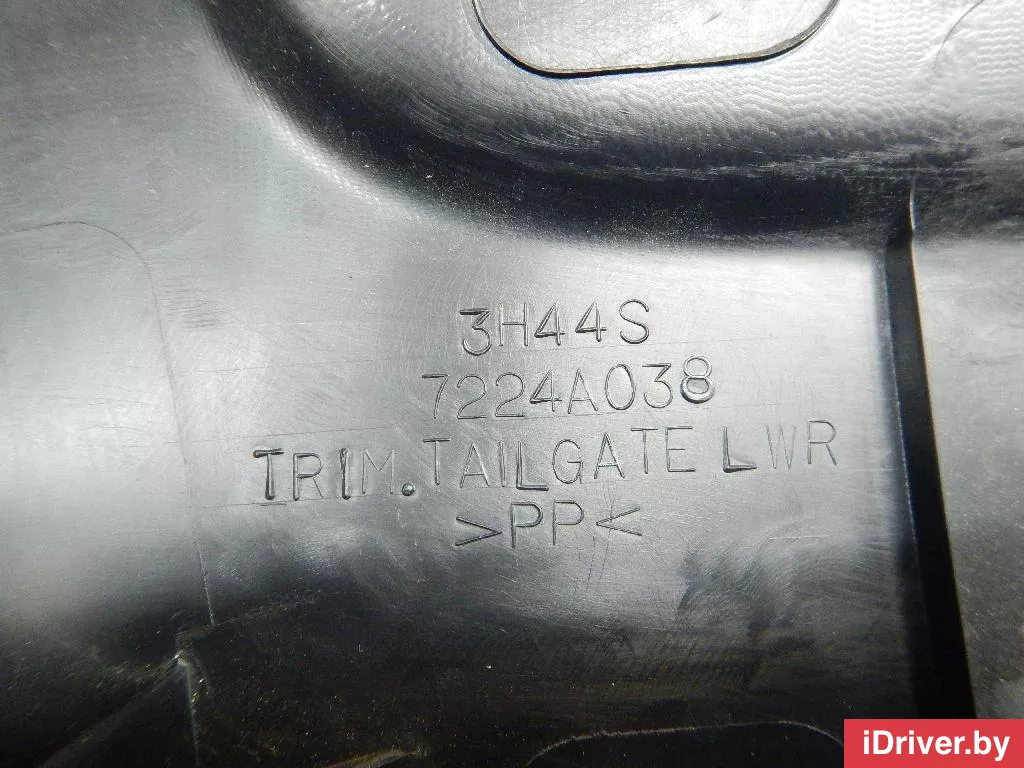 3H44S
7224A038
TRIM.TAILGATE LWR
>PP<
iDriver.by